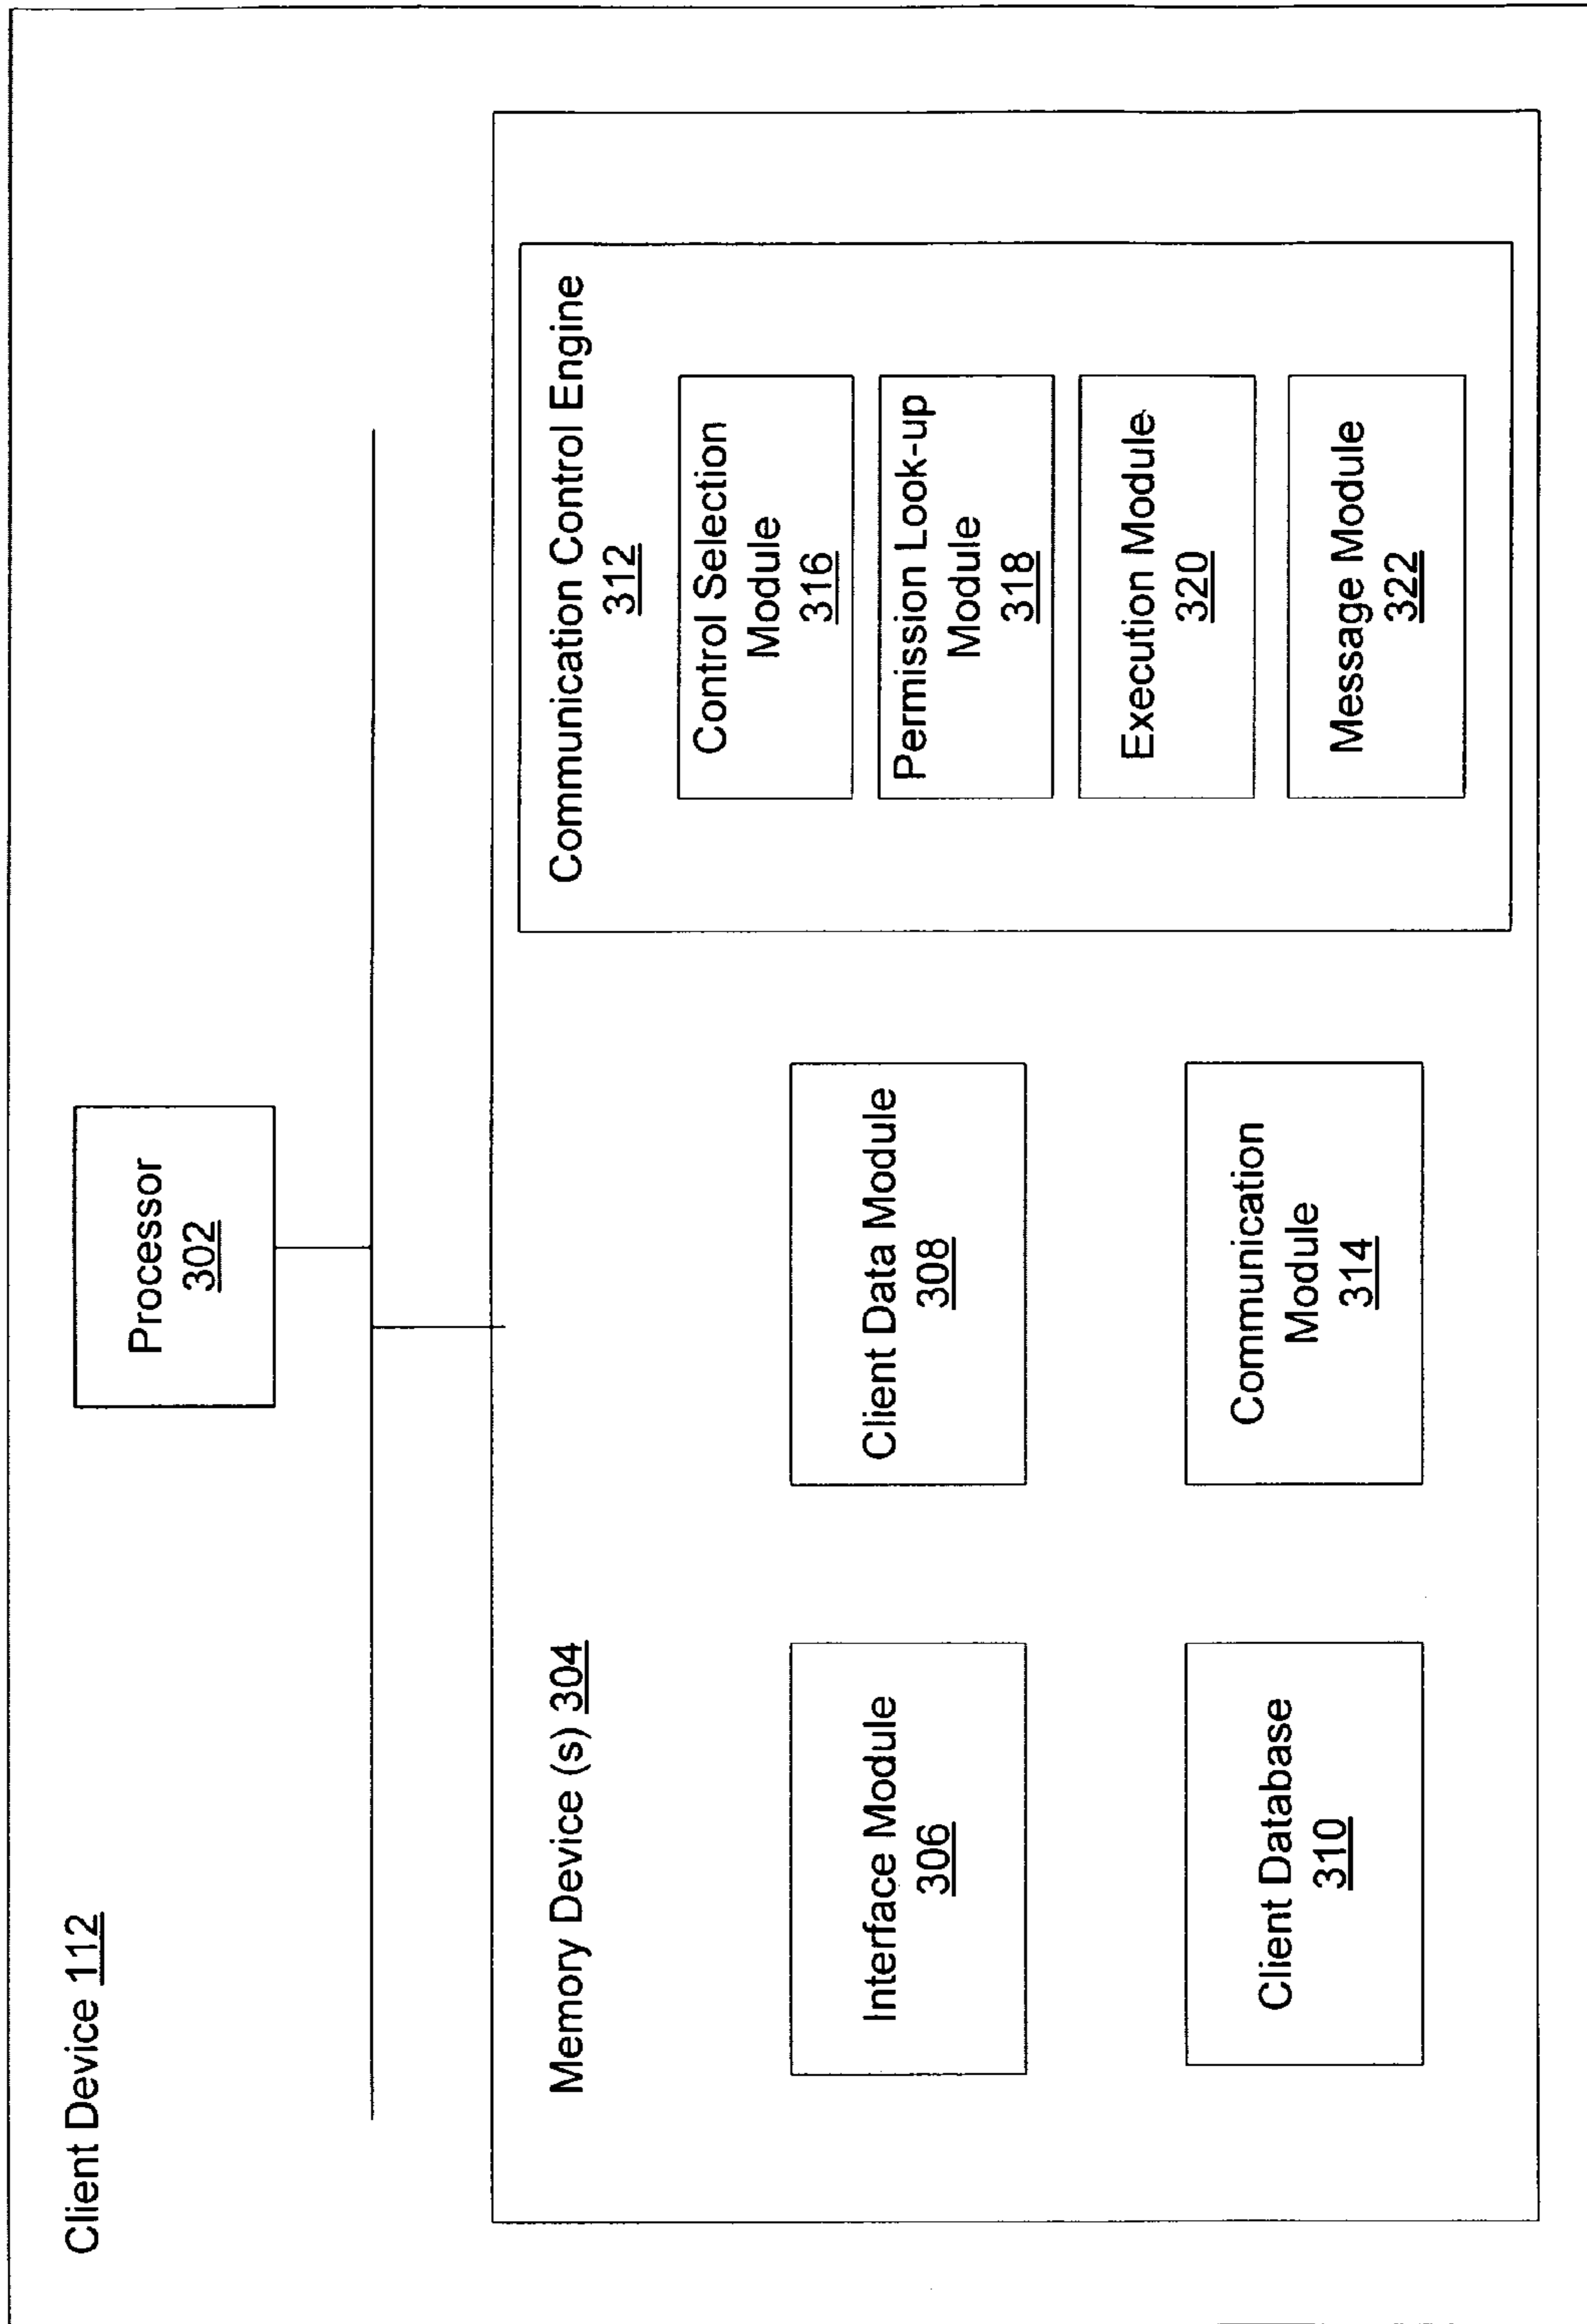 Client Device 112
Processor
302
Memory Device (s) 304
Interface Module
306
Client Data Module
308
Client Database
310
Communication
Module
314
Communication Control Engine
312
Control Selection
Module
316
Permission Look-up
Module
318
Execution Module
320
Message Module
322